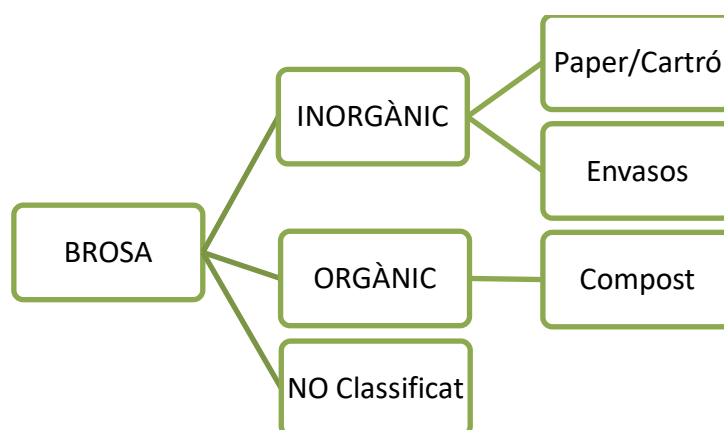 BROSA
INORGÀNIC
Paper/Cartró
Envasos
ORGÀNIC
Compost
NO Classificat